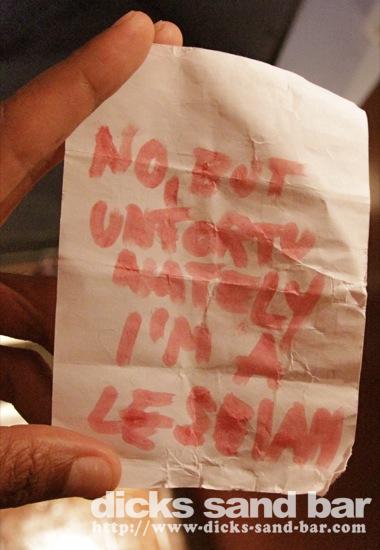 NO, BUT
UNFORTU
NATELY
I'M A
LESBIAN
dicks sand bar
http://www.dicks-sand-bar.com/